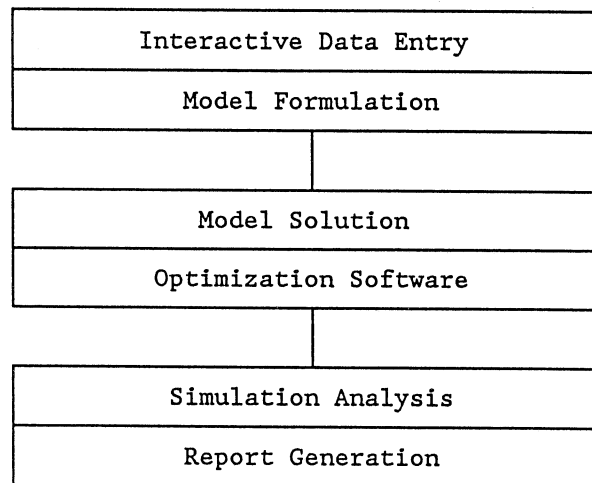 Interactive Data Entry
Model Formulation
Model Solution
Optimization Software
Simulation Analysis
Report Generation